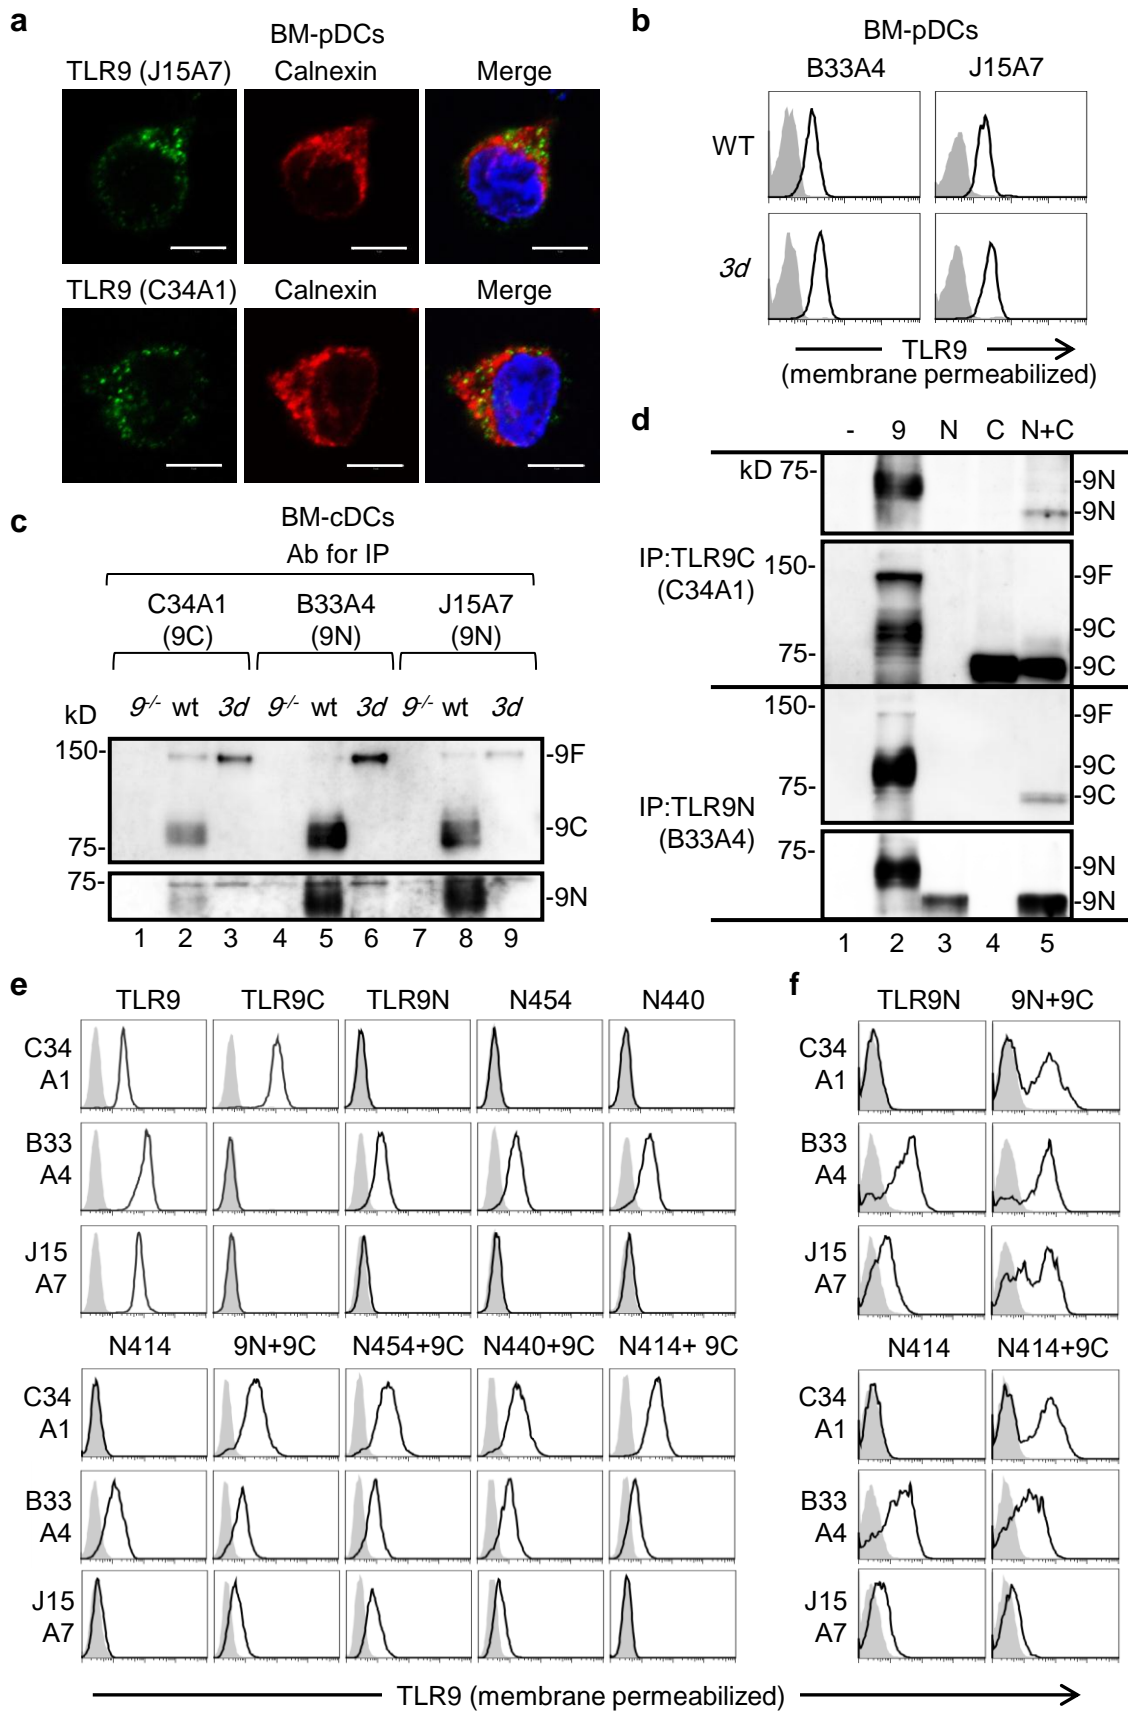 a
BM-pDCs
TLR9 (J15A7) Calnexin Merge
TLR9 (C34A1) Calnexin Merge
b
BM-pDCs
B33A4 J15A7
WT
3d
TLR9
(membrane permeabilized)
c
BM-cDCs
Ab for IP
C34A1 B33A4 J15A7
(9C) (9N) (9N)
kD 9-/- wt 3d 9-/- wt 3d 9-/- wt 3d
150- -9F
-9C
75-
75- -9N
1 2 3 4 5 6 7 8 9
d
- 9 N C N+C
kD 75- -9N
-9N
IP:TLR9C
(C34A1)
150- -9F
-9C
75- -9C
150- -9F
-9C
75- -9C
IP:TLR9N
(B33A4)
75-
-9N
-9N
1 2 3 4 5
e
TLR9 TLR9C TLR9N N454 N440
C34
A1
B33
A4
J15
A7
N414 9N+9C N454+9C N440+9C N414+ 9C
C34
A1
B33
A4
J15
A7
f
TLR9N 9N+9C
C34
A1
B33
A4
J15
A7
N414 N414+9C
C34
A1
B33
A4
J15
A7
TLR9 (membrane permeabilized)